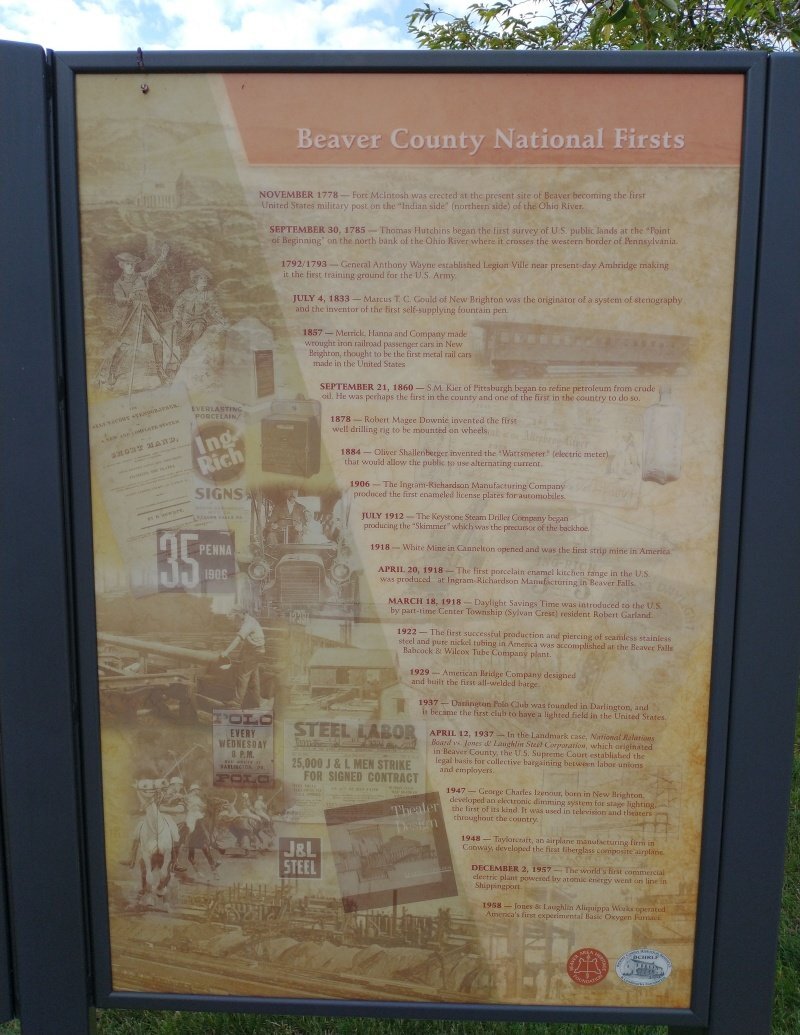 Beaver County National Firsts
NOVEMBER 1778 — Fort McIntosh was erected at the present site of Beaver becoming the first
United States military post on the "Indian side" (northern side) of the Ohio River.
SEPTEMBER 30, 1785 — Thomas Hutchins began the first survey of U.S. public lands at the "Point
of Beginning" on the north bank of the Ohio River where it crosses the western border of Pennsylvania.
1792/1793 — General Anthony Wayne established Legion Ville near present-day Ambridge making
it the first training ground for the U.S. Army.
JULY 4, 1833 — Marcus T. C. Gould of New Brighton was the originator of a system of stenography
and the inventor of the first self-supplying fountain pen.
1857 — Merrick, Hanna and Company made
wrought iron railroad passenger cars in New
Brighton, thought to be the first metal rail cars
made in the United States
SEPTEMBER 21, 1860 — S.M. Kier of Pittsburgh began to refine petroleum from crude
oil. He was perhaps the first in the county and one of the first in the country to do so.
1878 — Robert Magee Downie invented the first
well drilling rig to be mounted on wheels.
1884 — Oliver Shallenberger invented the "Wattsmeter" (electric meter)
that would allow the public to use alternating current.
1906 — The Ingram-Richardson Manufacturing Company
produced the first enameled license plates for automobiles.
JULY 1912 — The Keystone Steam Driller Company began
producing the "Skimmer" which was the precursor of the backhoe.
1918 — White Mine in Cannelton opened and was the first strip mine in America
APRIL 20, 1918 — The first porcelain enamel kitchen range in the U.S.
was produced at Ingram-Richardson Manufacturing in Beaver Falls.
MARCH 18, 1918 — Daylight Savings Time was introduced to the U.S.
by part-time Center Township (Sylvan Crest) resident Robert Garland.
1922 — The first successful production and piercing of seamless stainless
steel and pure nickel tubing in America was accomplished at the Beaver Falls
Babcock & Wilcox Tube Company plant.
1929 — American Bridge Company designed
and built the first all-welded barge.
1937 — Darlington Polo Club was founded in Darlington, and
it became the first club to have a lighted field in the United States.
APRIL 12, 1937 — In the Landmark case, National Relations
Board vs. Jones & Laughlin Steel Corporation, which originated
in Beaver County, the U.S. Supreme Court established the
legal basis for collective bargaining between labor unions
and employers.
1947 — George Charles Izenour, born in New Brighton,
developed an electronic dimming system for stage lighting,
the first of its kind. It was used in television and theaters
throughout the country.
1948 — Taylorcraft, an airplane manufacturing firm in
Conway, developed the first fiberglass composite airplane.
DECEMBER 2, 1957 — The world's first commercial
electric plant powered by atomic energy went on line in
Shippingport.
1958 — Jones & Laughlin Aliquippa Works operated
America's first experimental Basic Oxygen Furnace.
SHORT HAND,
EVERLASTING
PORCELAIN
Ing-
Rich
SIGNS
35 PENNA
1906
POLO
EVERY
WEDNESDAY
8 P.M.
POLO
STEEL LABOR
25,000 J & L MEN STRIKE
FOR SIGNED CONTRACT
Theater
Design
J&L
STEEL
BEAVER AREA HERITAGE
FOUNDATION